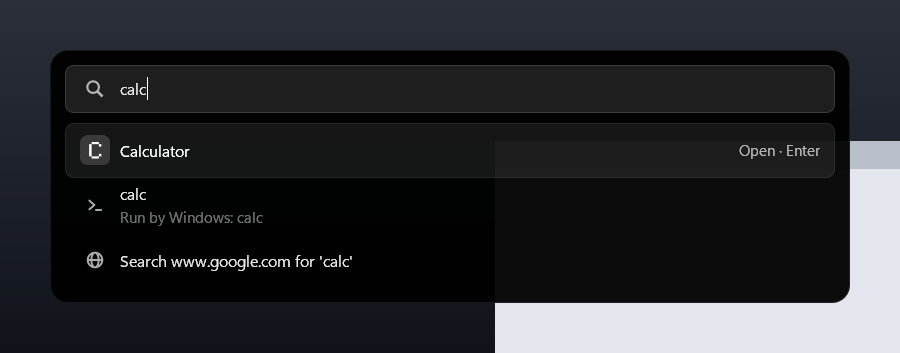 calc
C Calculator Open · Enter
calc
Run by Windows: calc
Search www.google.com for 'calc'